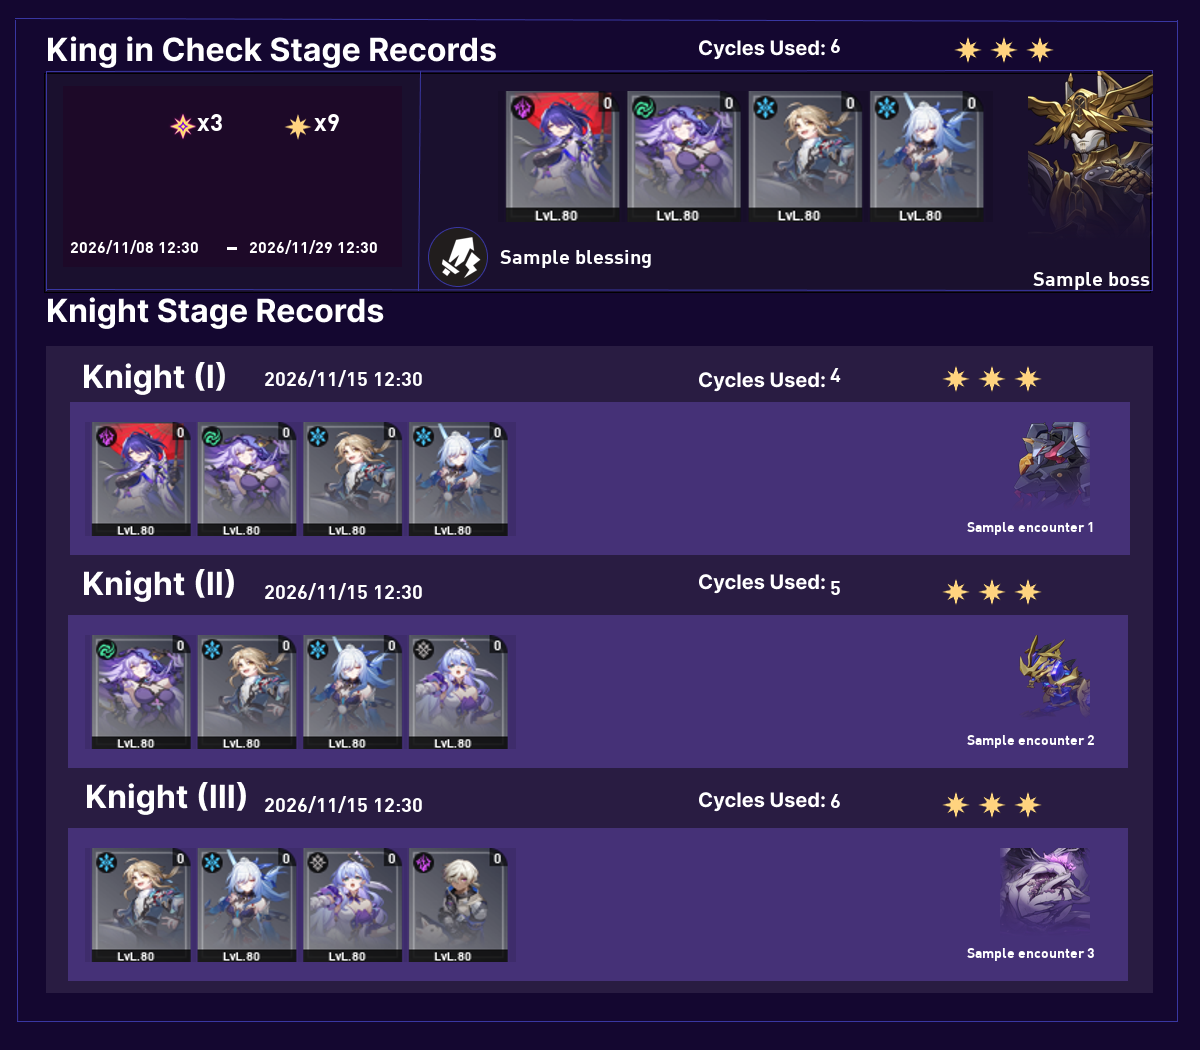 King in Check Stage Records
Cycles Used: 6
x3
x9
2026/11/08 12:30 – 2026/11/29 12:30
0 0 0 0
LvL.80 LvL.80 LvL.80 LvL.80
Sample blessing
Sample boss
Knight Stage Records
Knight (I) 2026/11/15 12:30 Cycles Used: 4
0 0 0 0
LvL.80 LvL.80 LvL.80 LvL.80
Sample encounter 1
Knight (II) 2026/11/15 12:30 Cycles Used: 5
0 0 0 0
LvL.80 LvL.80 LvL.80 LvL.80
Sample encounter 2
Knight (III) 2026/11/15 12:30 Cycles Used: 6
0 0 0 0
LvL.80 LvL.80 LvL.80 LvL.80
Sample encounter 3